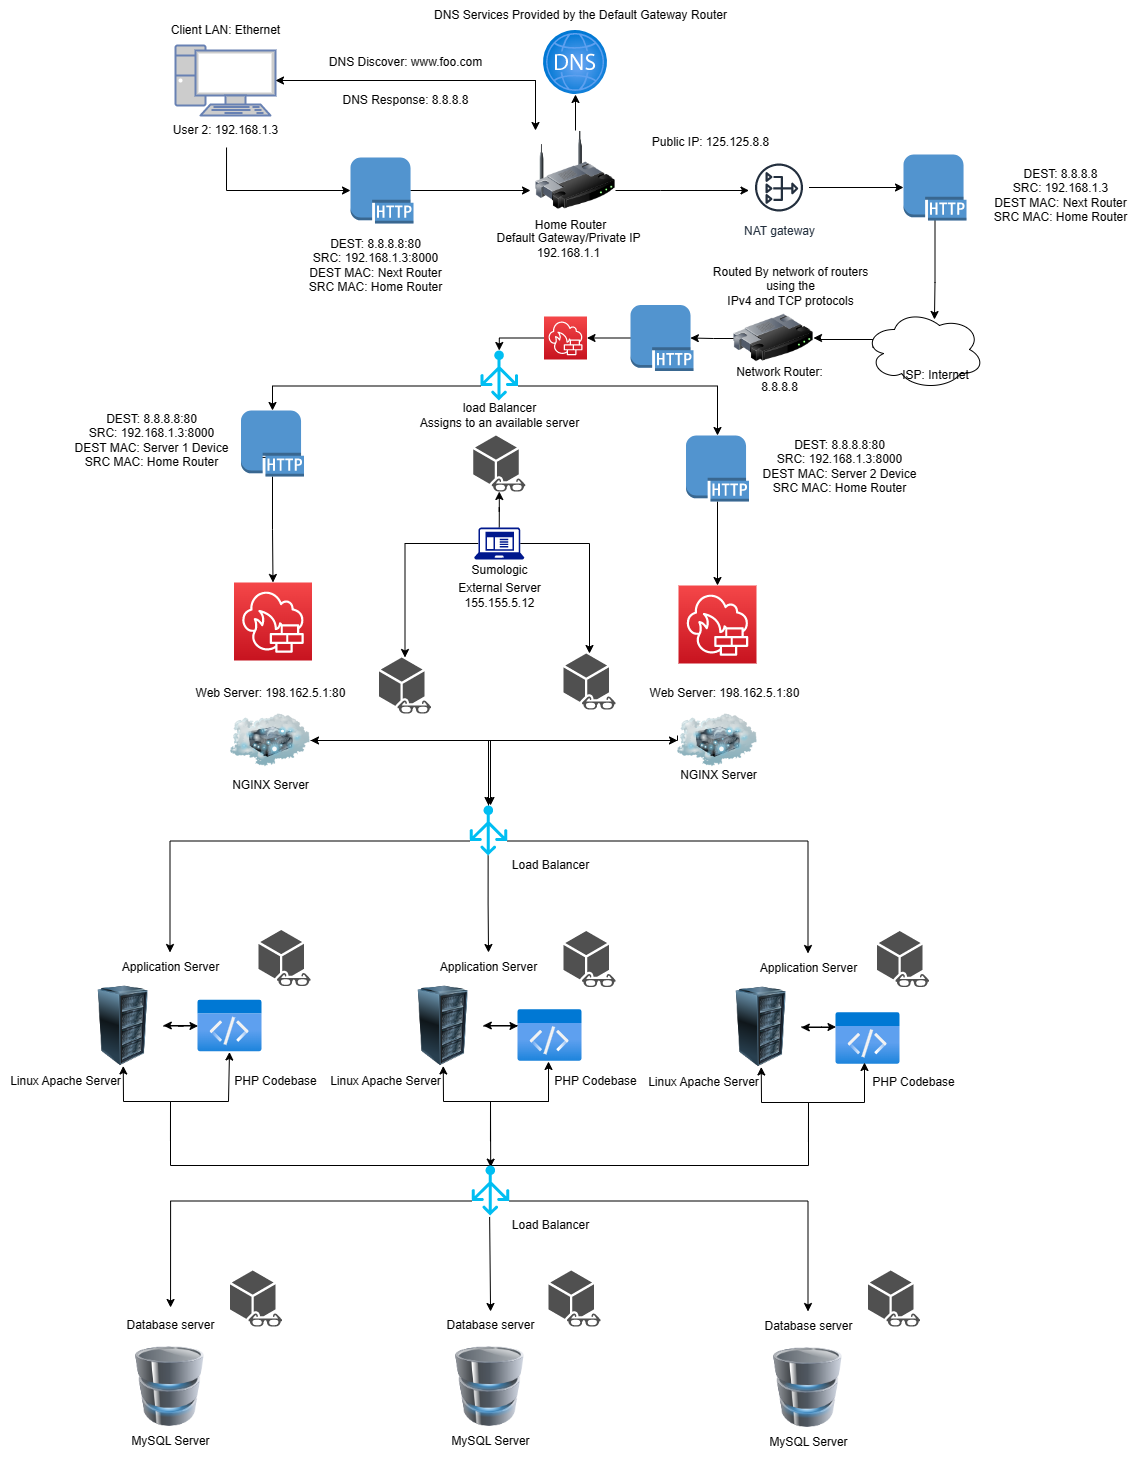 DNS Services Provided by the Default Gateway Router
Client LAN: Ethernet
DNS
DNS Discover: www.foo.com
DNS Response: 8.8.8.8
User 2: 192.168.1.3
Public IP: 125.125.8.8
HTTP
HTTP
DEST: 8.8.8.8
SRC: 192.168.1.3
DEST MAC: Next Router
SRC MAC: Home Router
Home Router
Default Gateway/Private IP
192.168.1.1
NAT gateway
DEST: 8.8.8.8:80
SRC: 192.168.1.3:8000
DEST MAC: Next Router
SRC MAC: Home Router
Routed By network of routers
using the
IPv4 and TCP protocols
HTTP
Network Router:
8.8.8.8
ISP: Internet
load Balancer
Assigns to an available server
DEST: 8.8.8.8:80
SRC: 192.168.1.3:8000
DEST MAC: Server 1 Device
SRC MAC: Home Router
HTTP
HTTP
DEST: 8.8.8.8:80
SRC: 192.168.1.3:8000
DEST MAC: Server 2 Device
SRC MAC: Home Router
Sumologic
External Server
155.155.5.12
Web Server: 198.162.5.1:80
Web Server: 198.162.5.1:80
NGINX Server
NGINX Server
Load Balancer
Application Server
Application Server
Application Server
Linux Apache Server
PHP Codebase
Linux Apache Server
PHP Codebase
Linux Apache Server
PHP Codebase
Load Balancer
Database server
Database server
Database server
MySQL Server
MySQL Server
MySQL Server